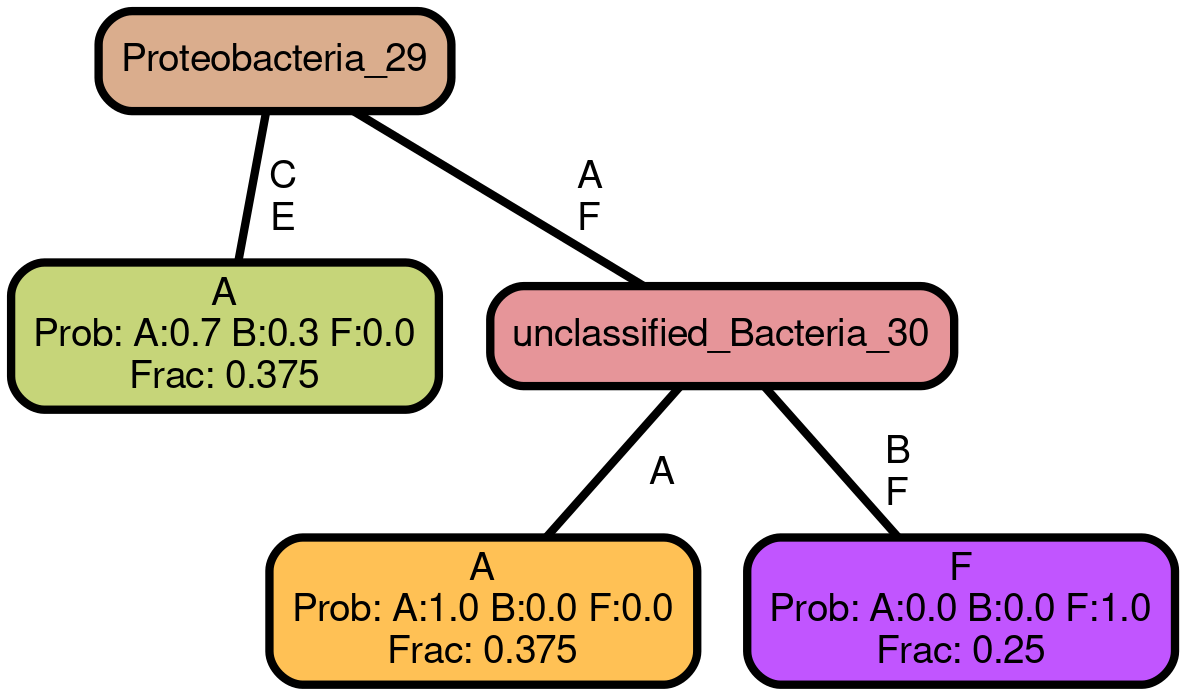 Proteobacteria_29
C
E
A
F
A
Prob: A:0.7 B:0.3 F:0.0
Frac: 0.375
unclassified_Bacteria_30
A
B
F
A
Prob: A:1.0 B:0.0 F:0.0
Frac: 0.375
F
Prob: A:0.0 B:0.0 F:1.0
Frac: 0.25